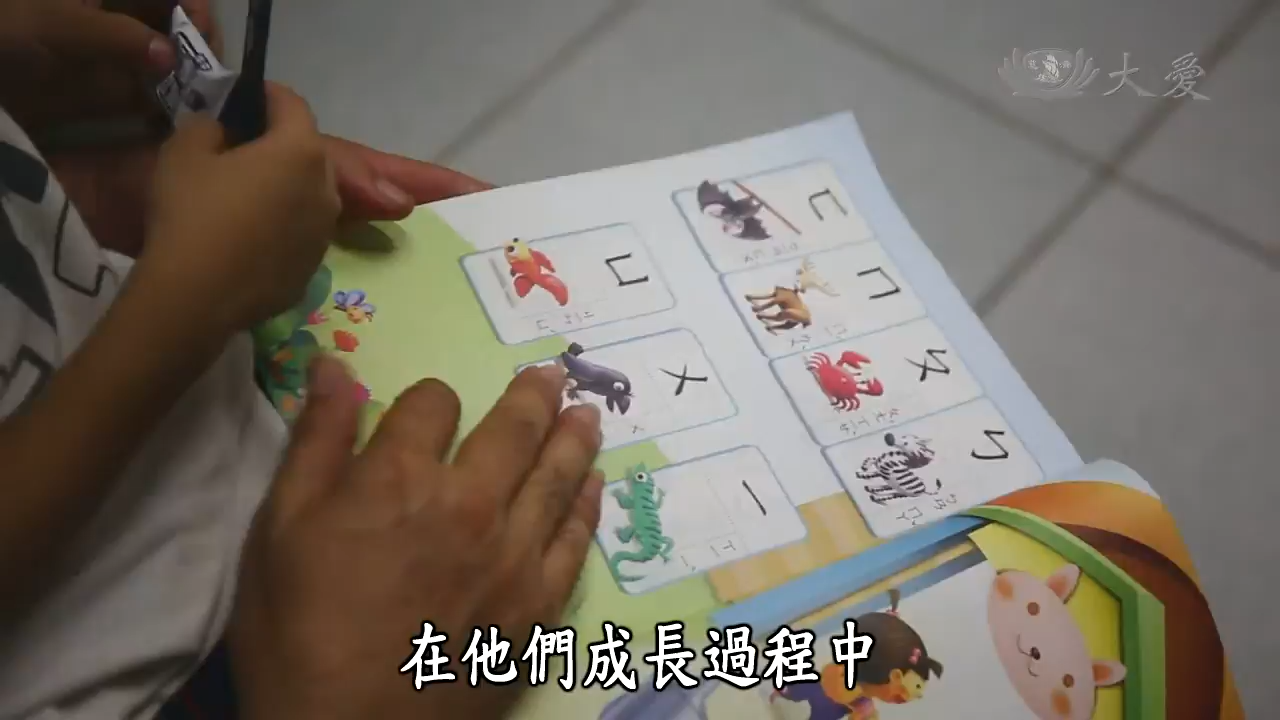 大愛
ㄈ
ㄇ
ㄆ
ㄅ
ㄩ
ㄨ
ㄧ
在他們成長過程中